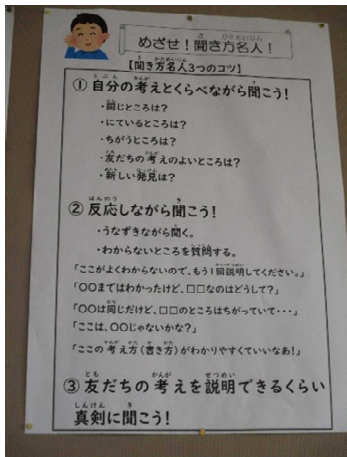 めざせ!聞き方名人!
【聞き方名人3つのコツ】
① 自分の考えとくらべながら聞こう!
・同じところは?
・にているところは?
・ちがうところは?
・友だちの考えのよいところは?
・新しい発見は?
② 反応しながら聞こう!
・うなずきながら聞く。
・わからないところを質問する。
「ここがよくわからないので、もう1回説明してください。」
「〇〇まではわかったけど、□□なのはどうして?」
「〇〇は同じだけど、□□のところはちがっていて・・・」
「ここは、〇〇じゃないかな?」
「ここの考え方(書き方)がわかりやすくていいなあ!」
③ 友だちの考えを説明できるくらい
真剣に聞こう!